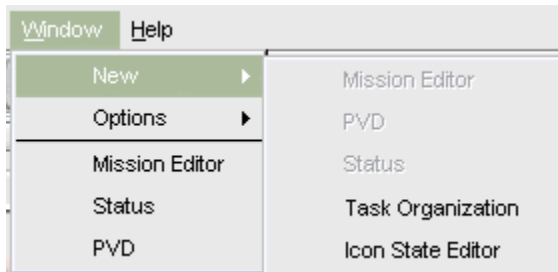 Window Help
New
Options
Mission Editor
Status
PVD
Mission Editor
PVD
Status
Task Organization
Icon State Editor